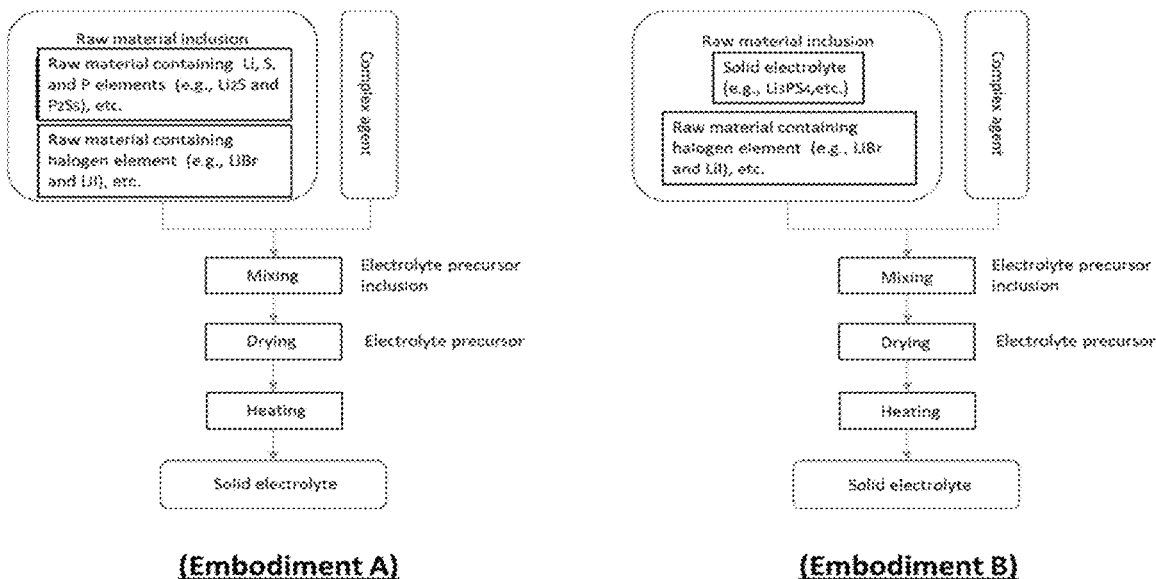 Raw material inclusion
Raw material containing Li, S,
and P elements (e.g., Li2S and
P2S5), etc.
Raw material containing
halogen element (e.g., LiBr
and LiI), etc.
Complex agent
Mixing
Electrolyte precursor
inclusion
Drying
Electrolyte precursor
Heating
Solid electrolyte
(Embodiment A)
Raw material inclusion
Solid electrolyte
(e.g., Li3PS4,etc.)
Raw material containing
halogen element (e.g., LiBr
and LiI), etc.
Complex agent
Mixing
Electrolyte precursor
inclusion
Drying
Electrolyte precursor
Heating
Solid electrolyte
(Embodiment B)